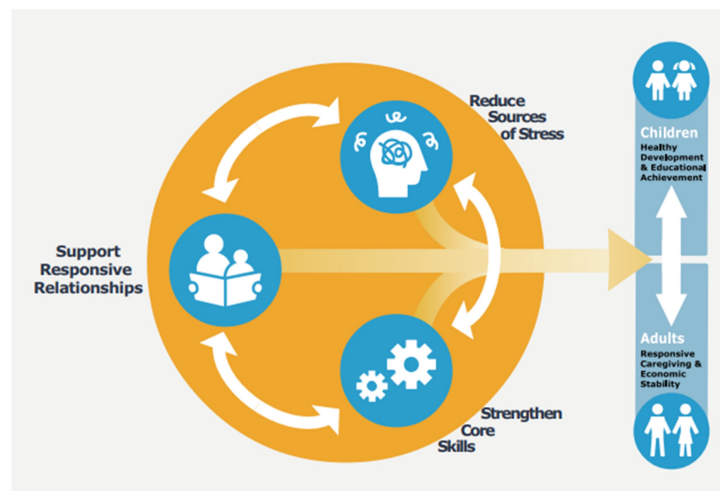 Reduce
Sources
of Stress
Support
Responsive
Relationships
Strengthen
Core
Skills
Children
Healthy
Development
& Educational
Achievement
Adults
Responsive
Caregiving &
Economic
Stability